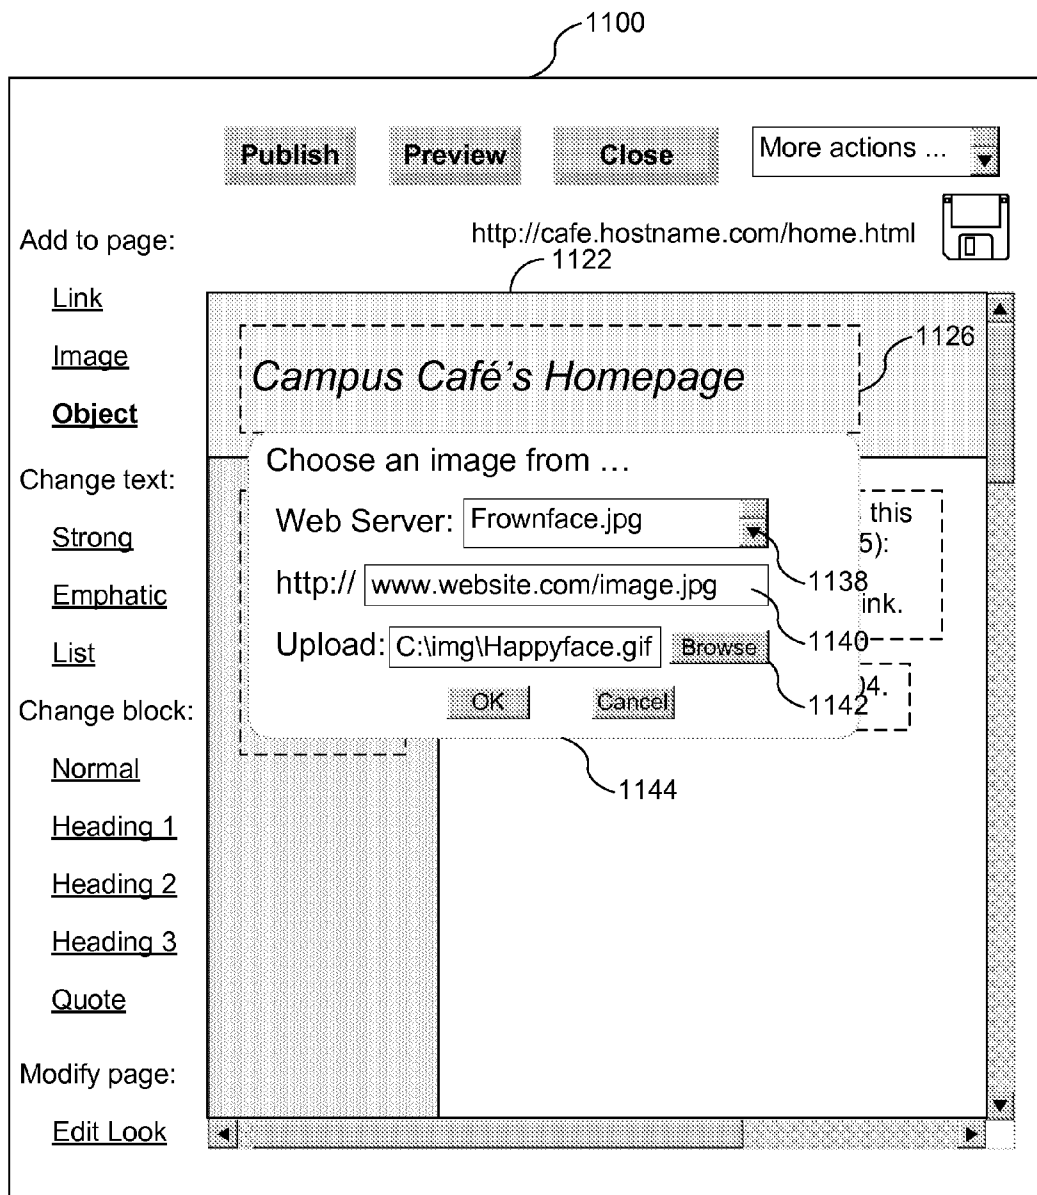 1100
Publish Preview Close More actions ...
http://cafe.hostname.com/home.html
Add to page:
1122
Link
1126
Image
Campus Café's Homepage
Object
Choose an image from ...
Change text:
Web Server: Frownface.jpg
this
Strong
5):
http:// www.website.com/image.jpg
1138
Emphatic
ink.
Upload: C:\img\Happyface.gif Browse
1140
List
04.
OK Cancel
1142
Change block:
1144
Normal
Heading 1
Heading 2
Heading 3
Quote
Modify page:
Edit Look